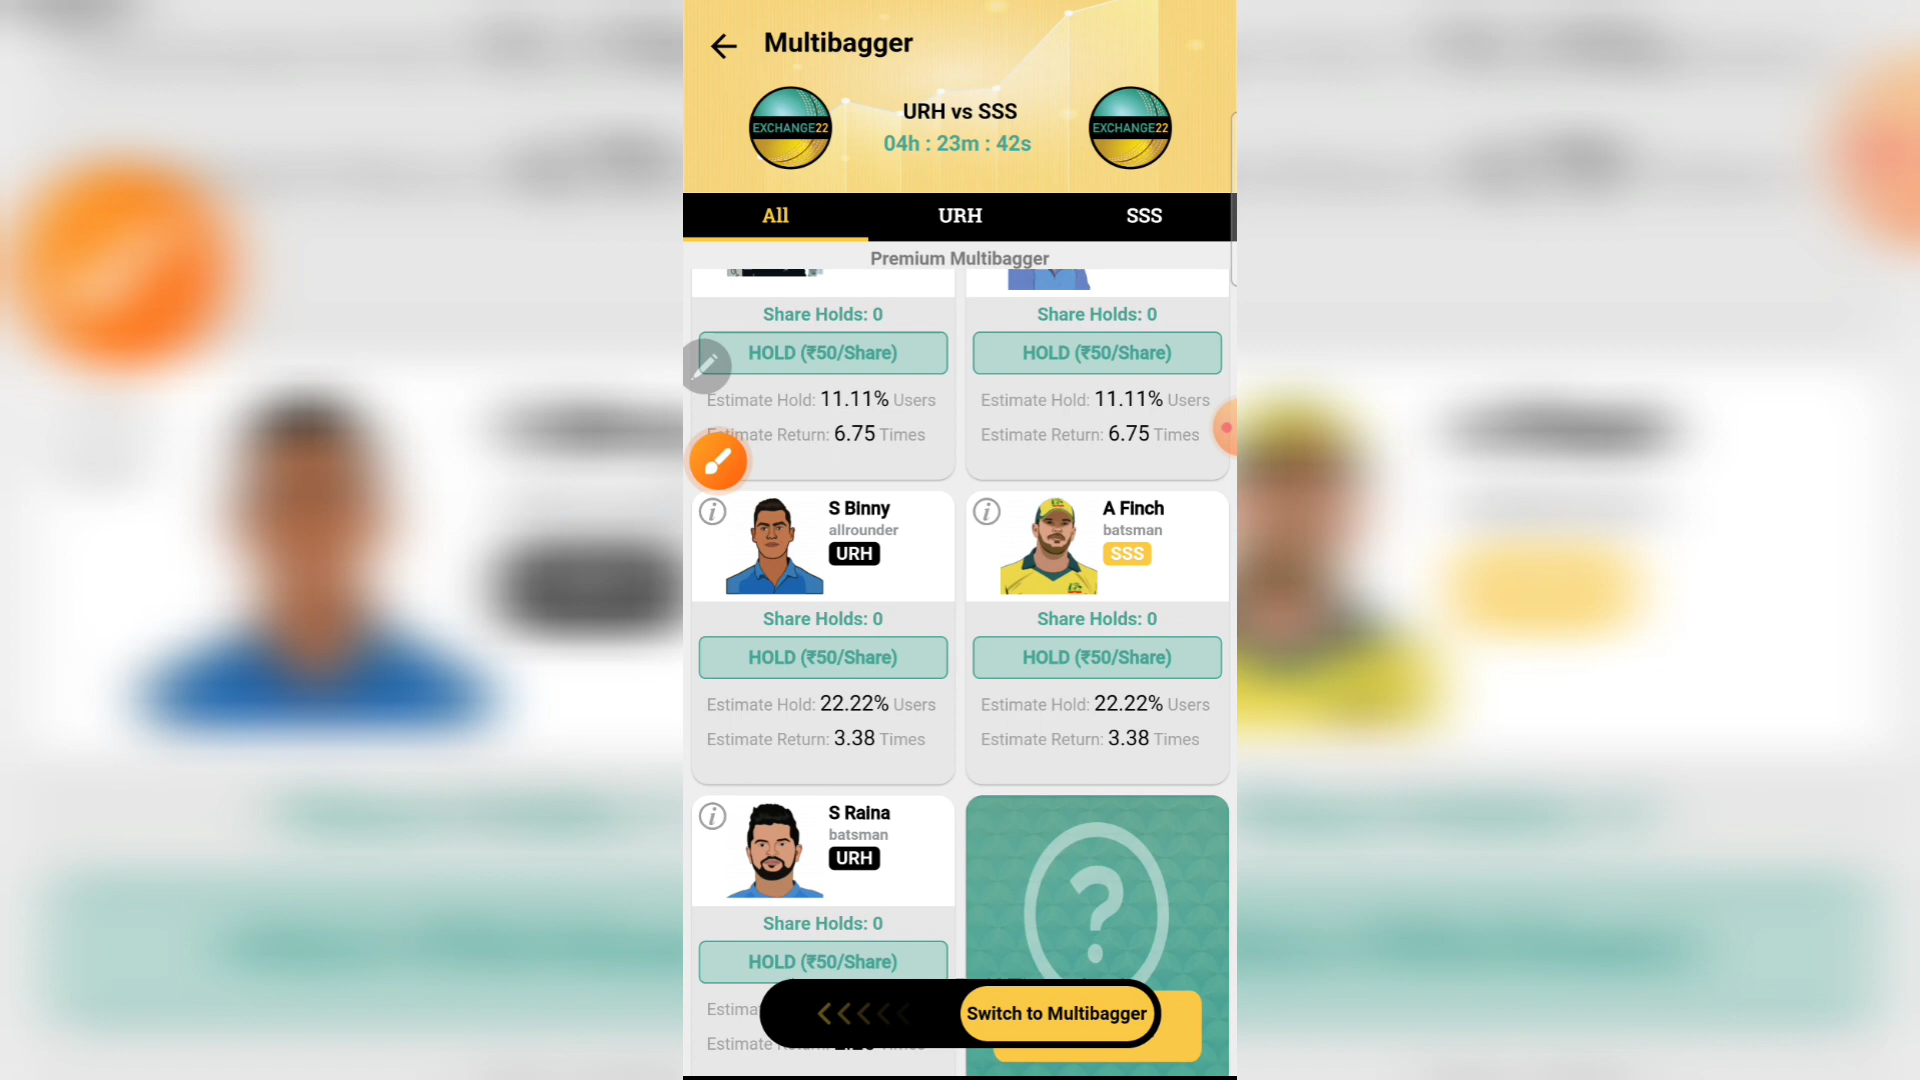 Multibagger
EXCHANGE22
URH vs SSS
04h : 23m : 42s
EXCHANGE22
All
URH
SSS
Premium Multibagger
Share Holds: 0
HOLD (₹50/Share)
Estimate Hold: 11.11% Users
Estimate Return: 6.75 Times
Share Holds: 0
HOLD (₹50/Share)
Estimate Hold: 11.11% Users
Estimate Return: 6.75 Times
S Binny
allrounder
URH
Share Holds: 0
HOLD (₹50/Share)
Estimate Hold: 22.22% Users
Estimate Return: 3.38 Times
A Finch
batsman
SSS
Share Holds: 0
HOLD (₹50/Share)
Estimate Hold: 22.22% Users
Estimate Return: 3.38 Times
S Raina
batsman
URH
Share Holds: 0
HOLD (₹50/Share)
Estimate
?
Switch to Multibagger